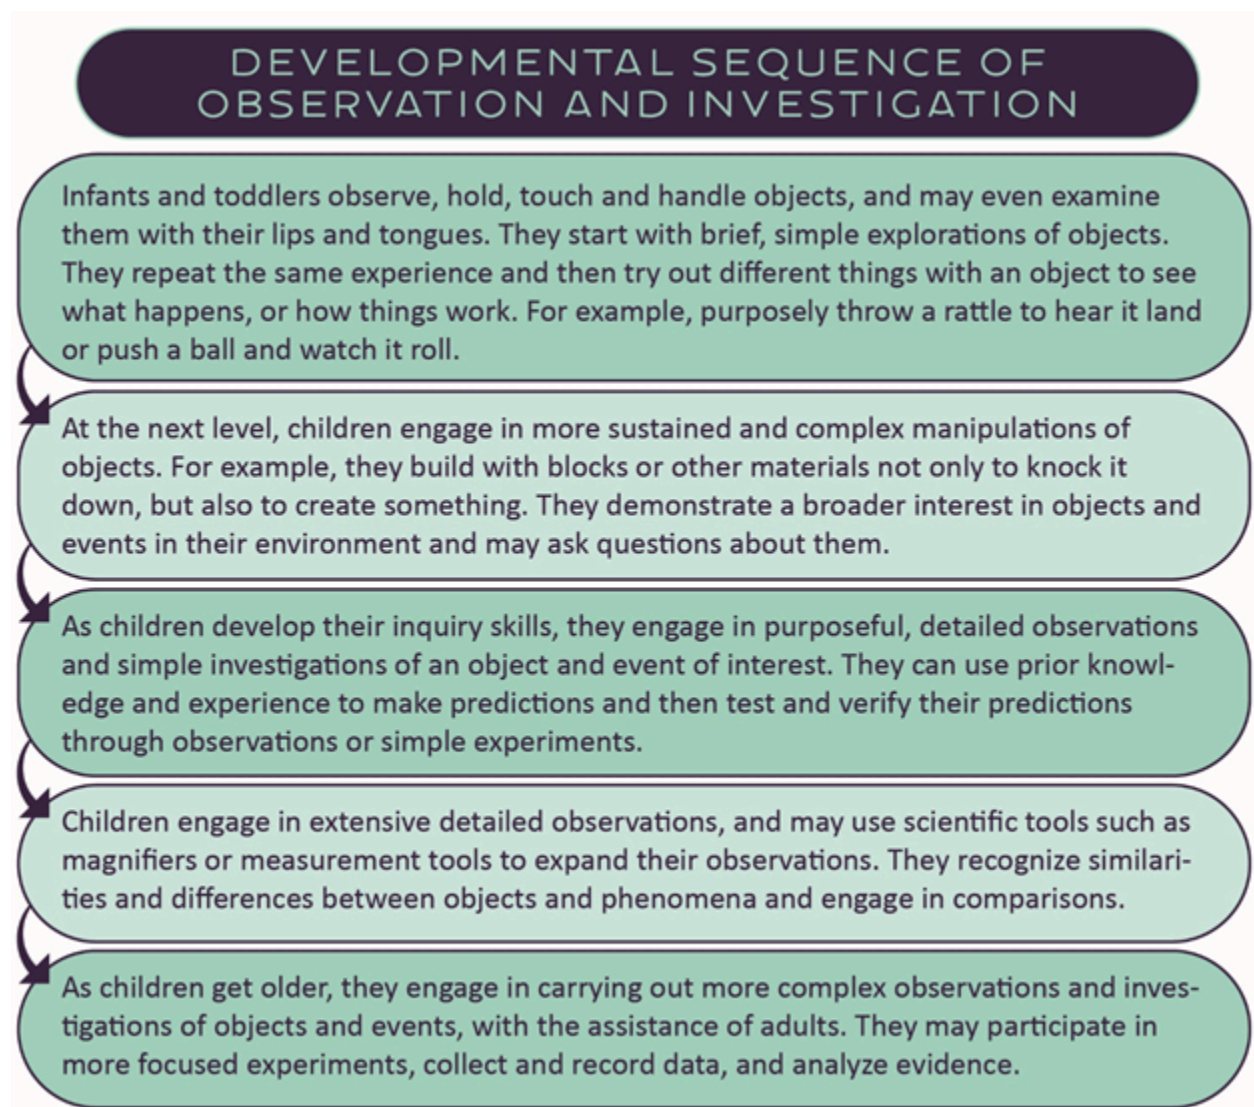 DEVELOPMENTAL SEQUENCE OF
OBSERVATION AND INVESTIGATION
Infants and toddlers observe, hold, touch and handle objects, and may even examine
them with their lips and tongues. They start with brief, simple explorations of objects.
They repeat the same experience and then try out different things with an object to see
what happens, or how things work. For example, purposely throw a rattle to hear it land
or push a ball and watch it roll.
At the next level, children engage in more sustained and complex manipulations of
objects. For example, they build with blocks or other materials not only to knock it
down, but also to create something. They demonstrate a broader interest in objects and
events in their environment and may ask questions about them.
As children develop their inquiry skills, they engage in purposeful, detailed observations
and simple investigations of an object and event of interest. They can use prior knowl-
edge and experience to make predictions and then test and verify their predictions
through observations or simple experiments.
Children engage in extensive detailed observations, and may use scientific tools such as
magnifiers or measurement tools to expand their observations. They recognize similari-
ties and differences between objects and phenomena and engage in comparisons.
As children get older, they engage in carrying out more complex observations and inves-
tigations of objects and events, with the assistance of adults. They may participate in
more focused experiments, collect and record data, and analyze evidence.